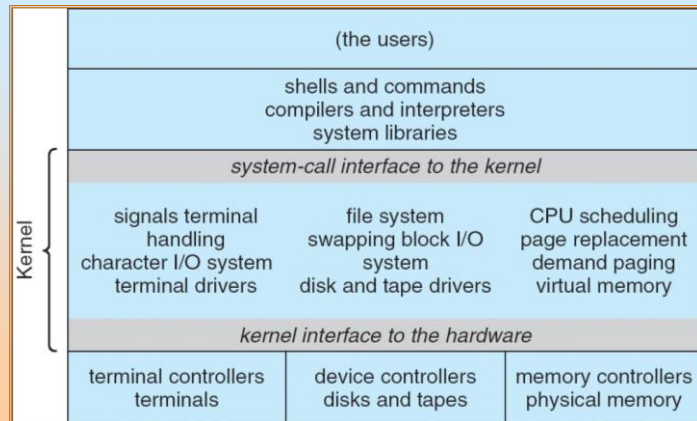 (the users)
shells and commands
compilers and interpreters
system libraries
Kernel
system-call interface to the kernel
signals terminal
handling
character I/O system
terminal drivers
file system
swapping block I/O
system
disk and tape drivers
CPU scheduling
page replacement
demand paging
virtual memory
kernel interface to the hardware
terminal controllers
terminals
device controllers
disks and tapes
memory controllers
physical memory